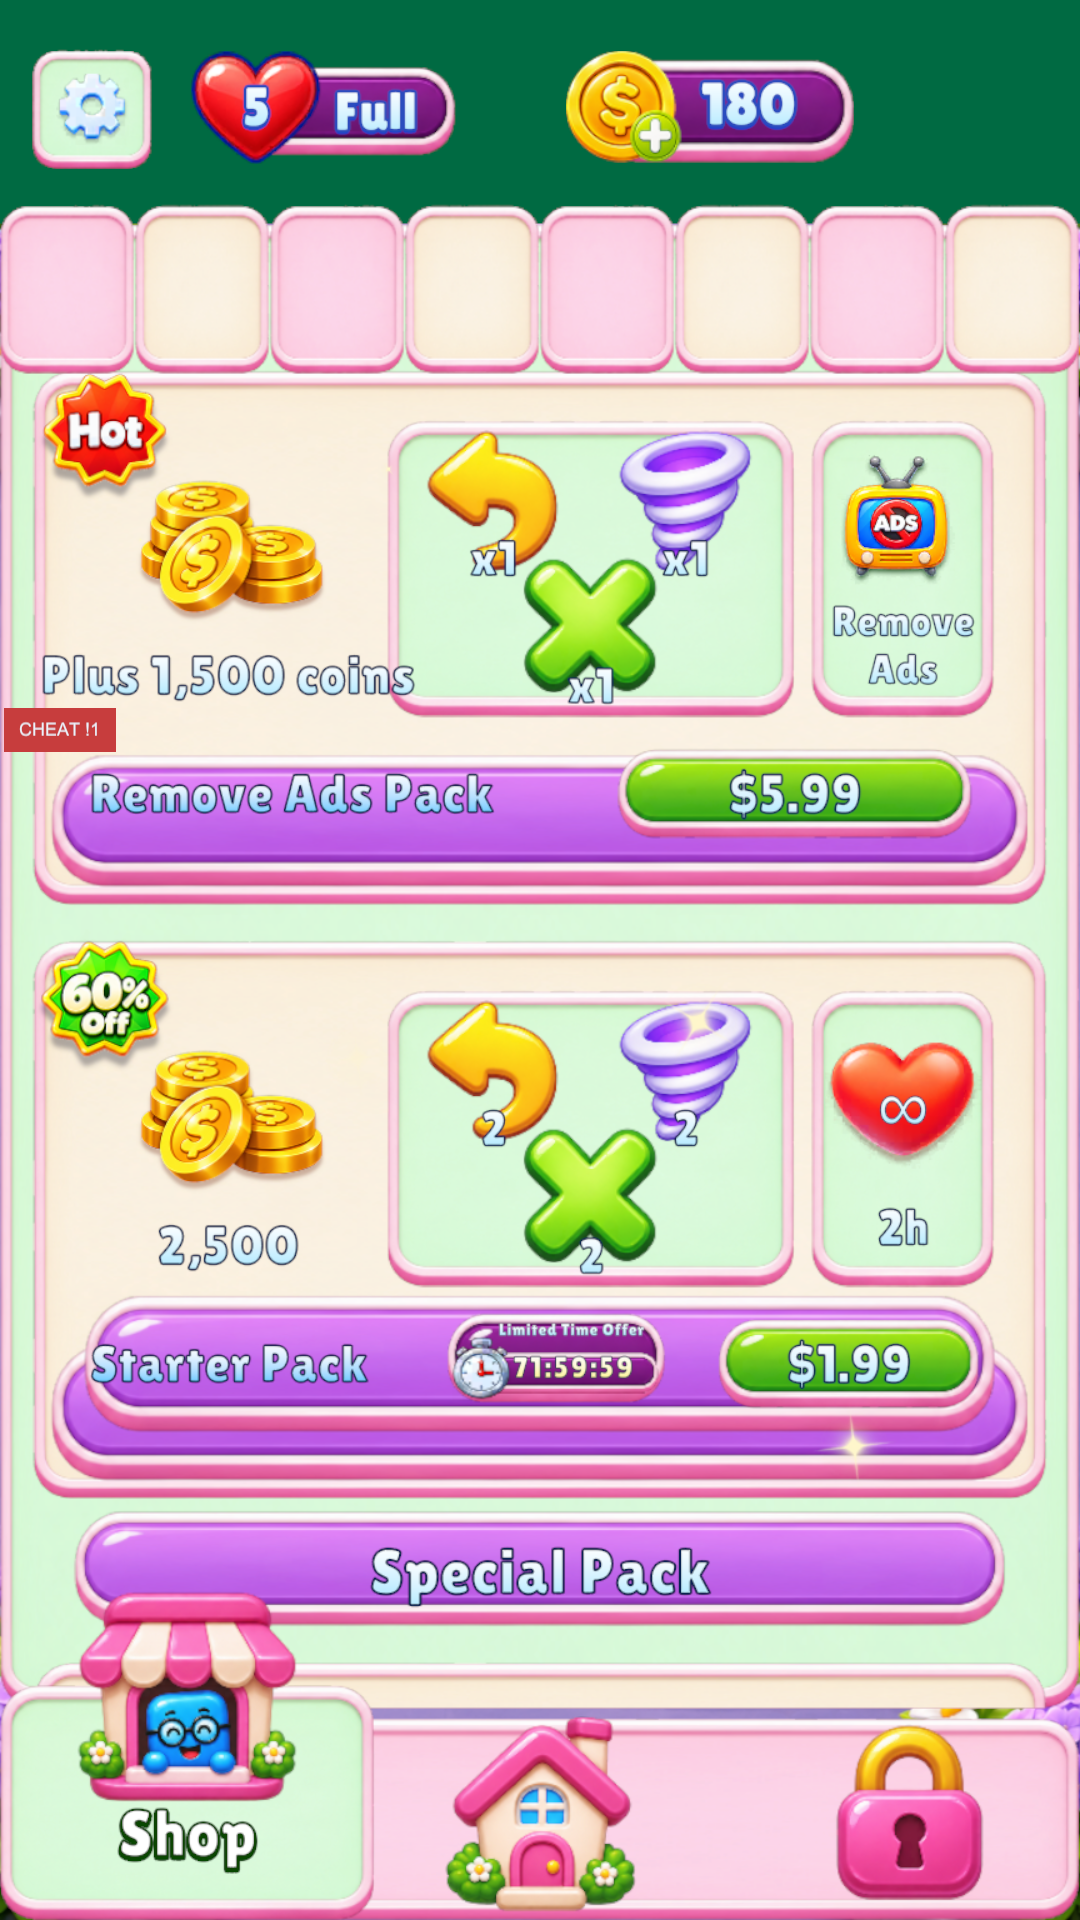 5 Full
180
Hot
x1
x1
x1
ADS
Remove
Ads
Plus 1,500 coins
CHEAT !1
Remove Ads Pack
$5.99
60%
Off
2
2
2
∞
2h
2,500
Limited Time Offer
Starter Pack
71:59:59
$1.99
Special Pack
Shop